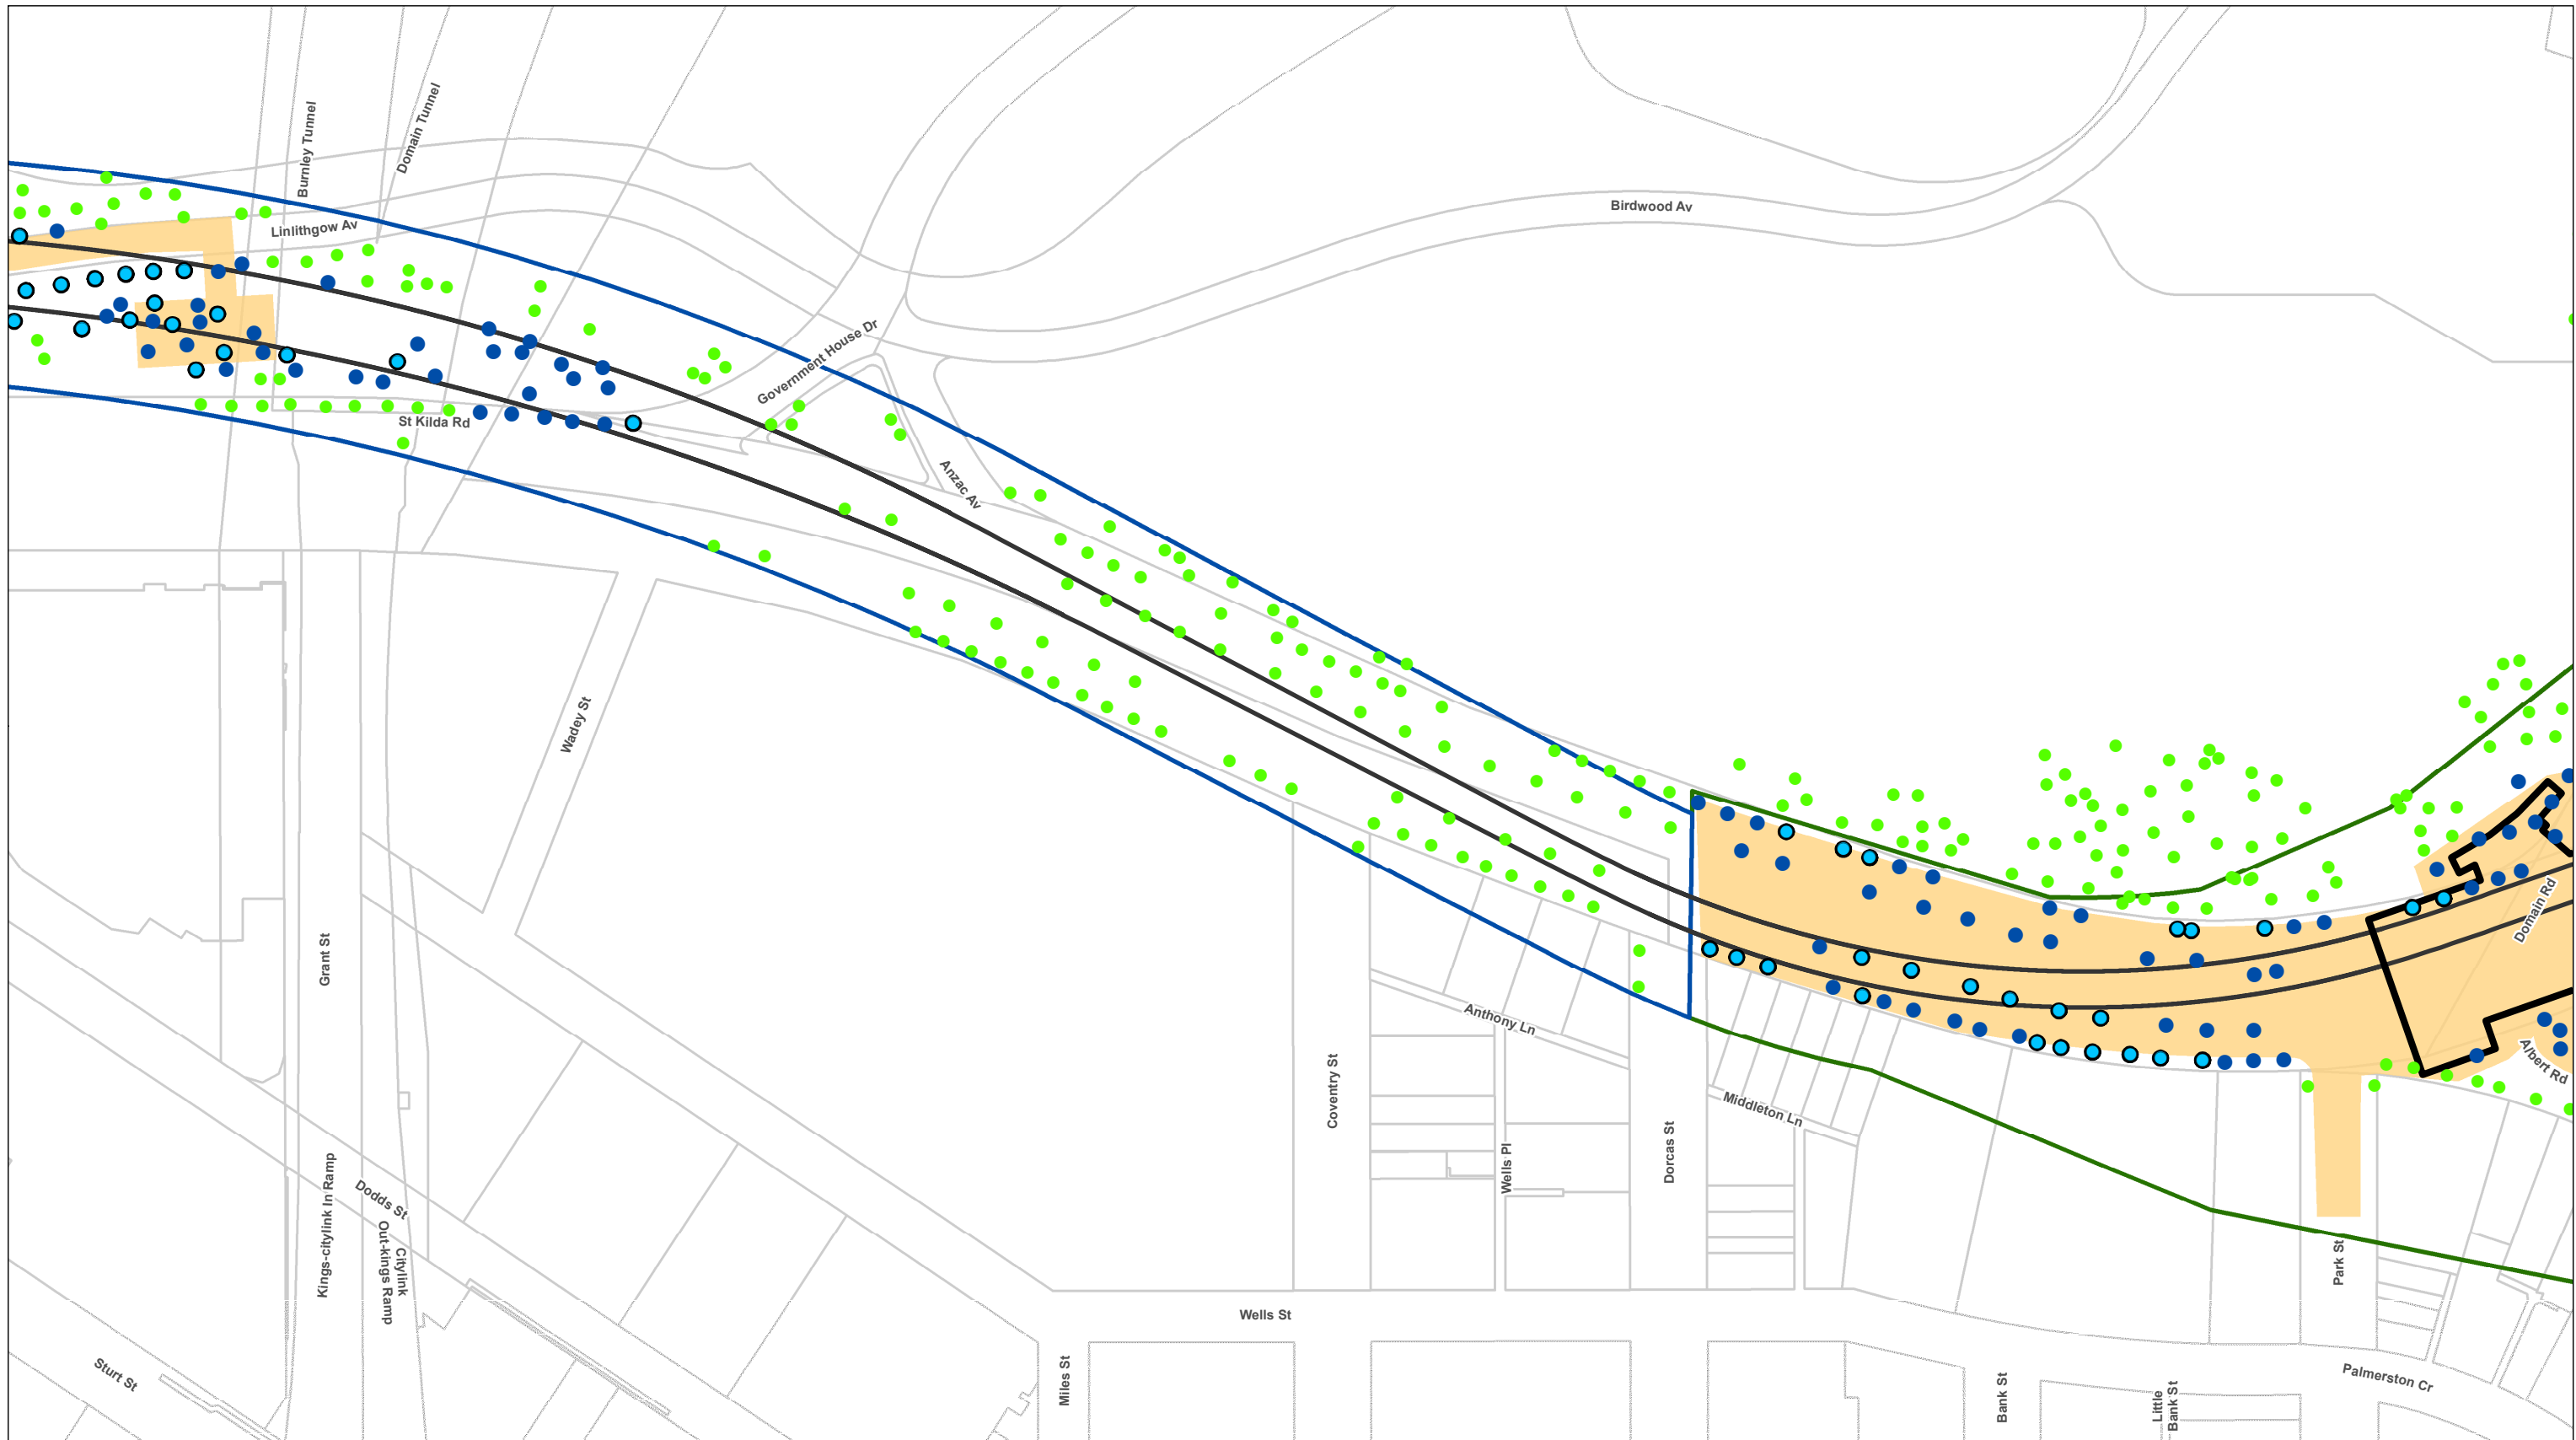 Burnley Tunnel
Domain Tunnel
Linlithgow Av
Birdwood Av
Government House Dr
St Kilda Rd
Anzac Av
Wadey St
Grant St
Domain Rd
Anthony Ln
Albert Rd
Coventry St
Middleton Ln
Wells Pl
Dorcas St
Kings-citylink In Ramp
Dodds St
Citylink
Out-kings Ramp
Park St
Wells St
Sturt St
Miles St
Bank St
Little
Bank St
Palmerston Cr